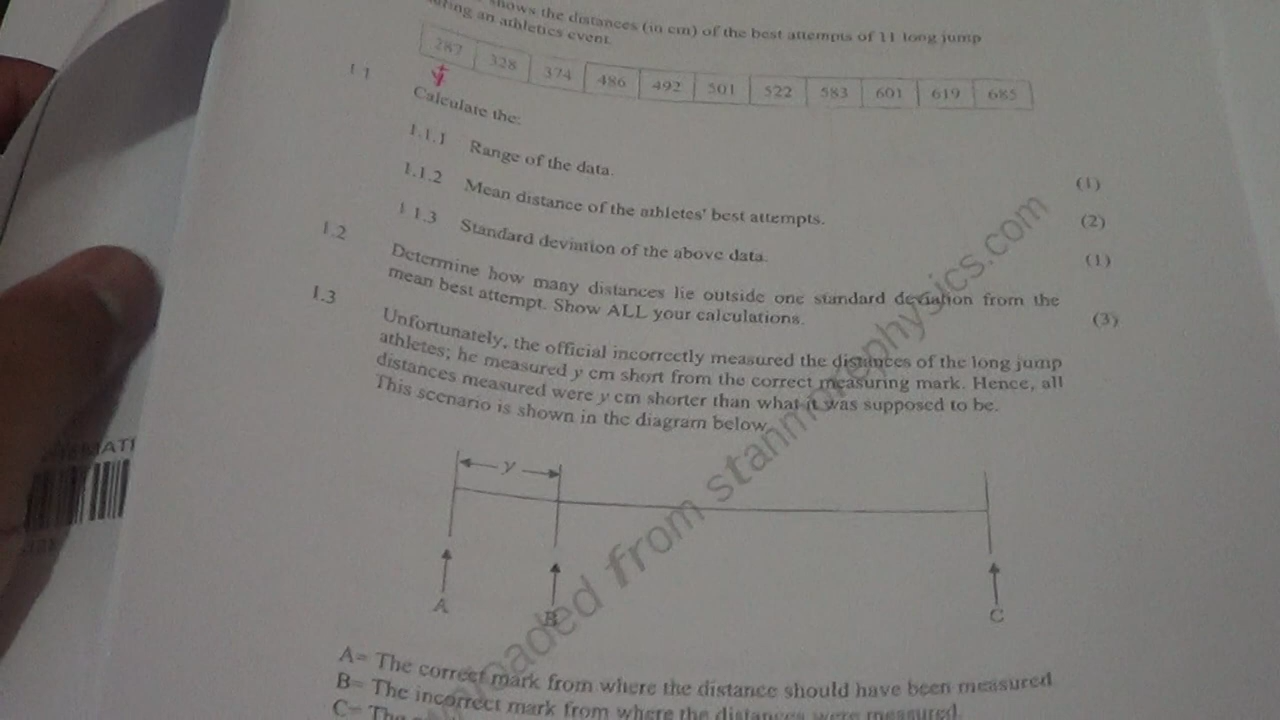 shows the distances (in cm) of the best attempts of 11 long jump
an athletics event.
287 328 374 486 492 501 522 583 601 619 685
1.1 Calculate the:
1.1.1 Range of the data. (1)
1.1.2 Mean distance of the athletes' best attempts. (2)
1.1.3 Standard deviation of the above data. (1)
1.2 Determine how many distances lie outside one standard deviation from the
mean best attempt. Show ALL your calculations. (3)
1.3 Unfortunately, the official incorrectly measured the distances of the long jump
athletes; he measured y cm short from the correct measuring mark. Hence, all
distances measured were y cm shorter than what it was supposed to be.
This scenario is shown in the diagram below.
y
A B C
A= The correct mark from where the distance should have been measured
B= The incorrect mark from where the distances were measured.
C= The
from stanmorephysics.com
MATI